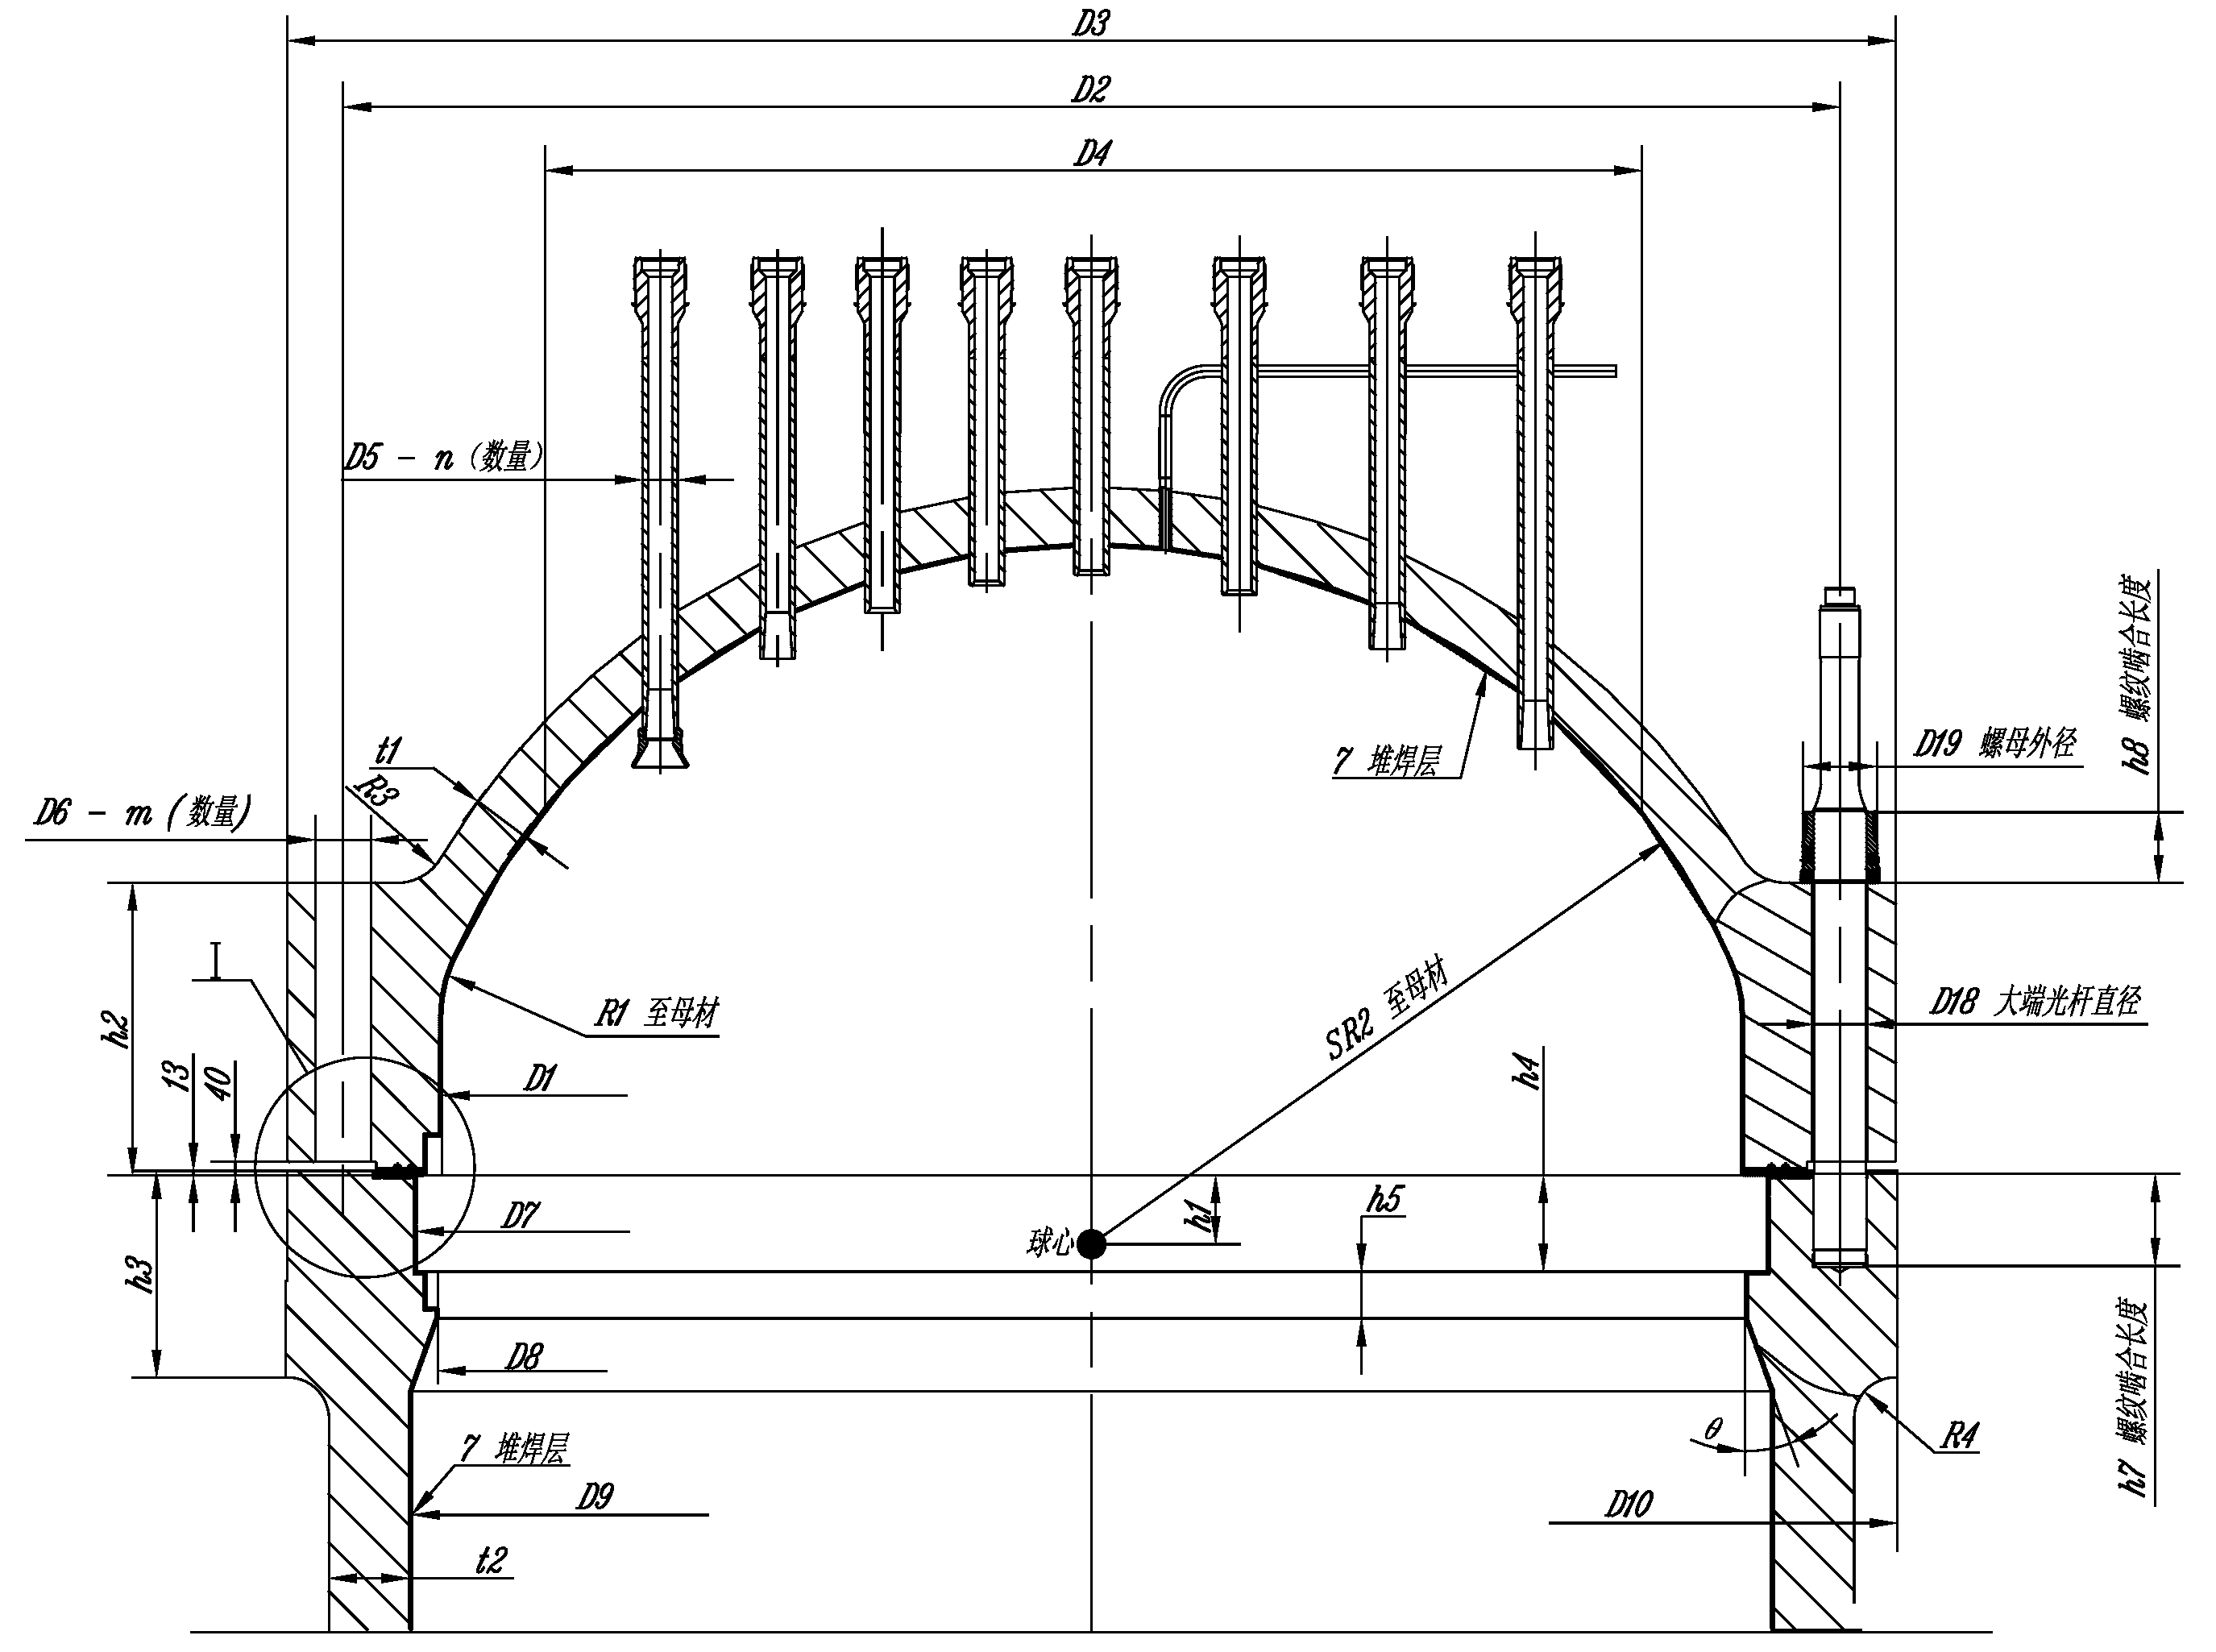 D3
D2
D4
D5 - n (数量)
t1
R3
D6 - m (数量)
7 堆焊层
D19 螺母外径
h8 螺纹啮合长度
I
R1 至母材
SR2 至母材
D18 大端光杆直径
h2
13
40
D1
h4
D7
h1
h5
球心
h3
D8
θ
R4
h7 螺纹啮合长度
7 堆焊层
D9
D10
t2